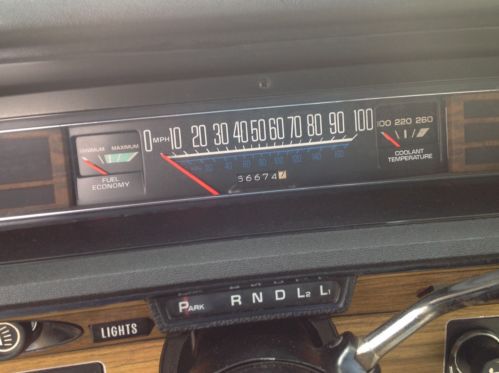 0 MPH 10 20 30 40 50 60 70 80 90 100
100 220 260
MINIMUM MAXIMUM
FUEL ECONOMY
COOLANT
TEMPERATURE
36674
PARK R N D L2 L1
LIGHTS